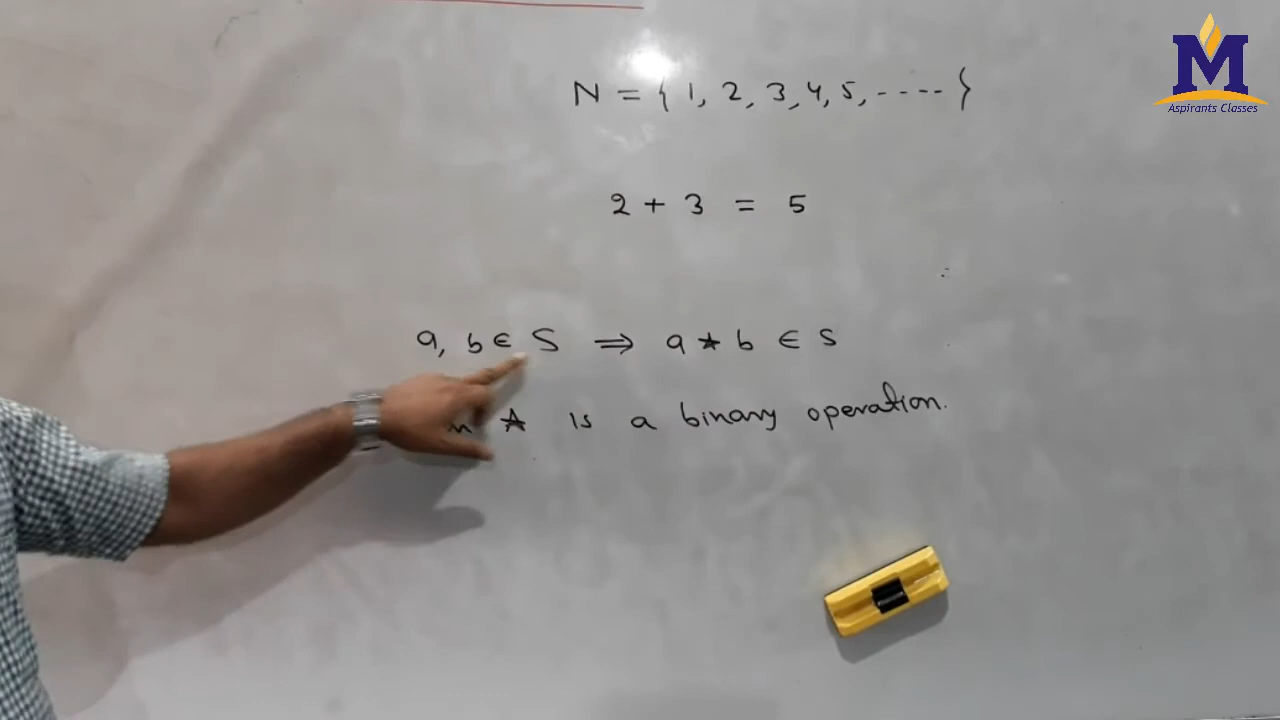 M
Aspirants Classes
N = { 1, 2, 3, 4, 5, ---- }
2 + 3 = 5
a, b ∈ S ⟹ a ★ b ∈ S
★ is a binary operation.